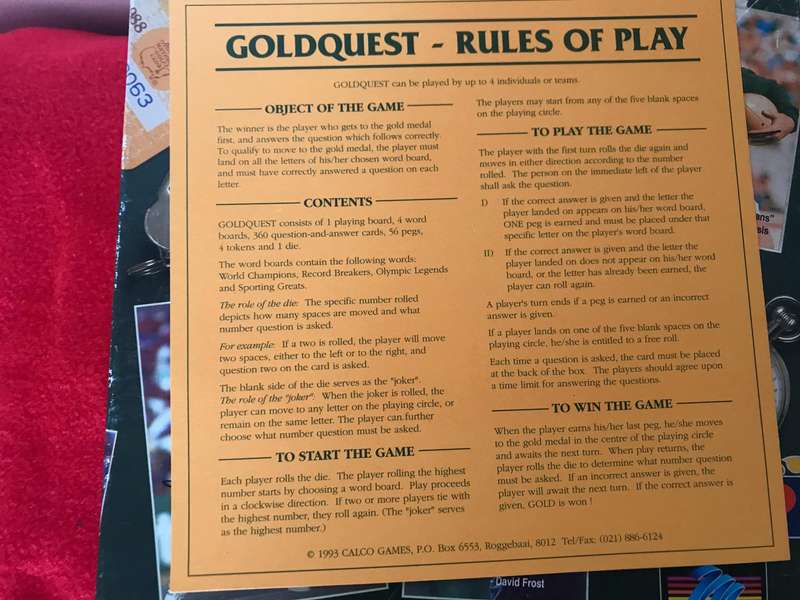 GOLDQUEST - RULES OF PLAY
GOLDQUEST can be played by up to 4 individuals or teams.
OBJECT OF THE GAME
The winner is the player who gets to the gold medal
first, and answers the question which follows correctly.
To qualify to move to the gold medal, the player must
land on all the letters of his/her chosen word board,
and must have correctly answered a question on each
letter.
CONTENTS
GOLDQUEST consists of 1 playing board, 4 word
boards, 360 question-and-answer cards, 56 pegs,
4 tokens and 1 die.
The word boards contain the following words:
World Champions, Record Breakers, Olympic Legends
and Sporting Greats.
The role of the die: The specific number rolled
depicts how many spaces are moved and what
number question is asked.
For example: If a two is rolled, the player will move
two spaces, either to the left or to the right, and
question two on the card is asked.
The blank side of the die serves as the "joker".
The role of the "joker": When the joker is rolled, the
player can move to any letter on the playing circle, or
remain on the same letter. The player can further
choose what number question must be asked.
TO START THE GAME
Each player rolls the die. The player rolling the highest
number starts by choosing a word board. Play proceeds
in a clockwise direction. If two or more players tie with
the highest number, they roll again. (The "joker" serves
as the highest number.)
The players may start from any of the five blank spaces
on the playing circle.
TO PLAY THE GAME
The player with the first turn rolls the die again and
moves in either direction according to the number
rolled. The person on the immediate left of the player
shall ask the question.
I) If the correct answer is given and the letter the
player landed on appears on his/her word board,
ONE peg is earned and must be placed under that
specific letter on the player's word board.
II) If the correct answer is given and the letter the
player landed on does not appear on his/her word
board, or the letter has already been earned, the
player can roll again.
A player's turn ends if a peg is earned or an incorrect
answer is given.
If a player lands on one of the five blank spaces on the
playing circle, he/she is entitled to a free roll.
Each time a question is asked, the card must be placed
at the back of the box. The players should agree upon
a time limit for answering the questions.
TO WIN THE GAME
When the player earns his/her last peg, he/she moves
to the gold medal in the centre of the playing circle
and awaits the next turn. When play returns, the
player rolls the die to determine what number question
must be asked. If an incorrect answer is given, the
player will await the next turn. If the correct answer is
given, GOLD is won !
© 1993 CALCO GAMES, P.O. Box 6553, Roggebaai, 8012 Tel/Fax: (021) 886-6124
David Frost